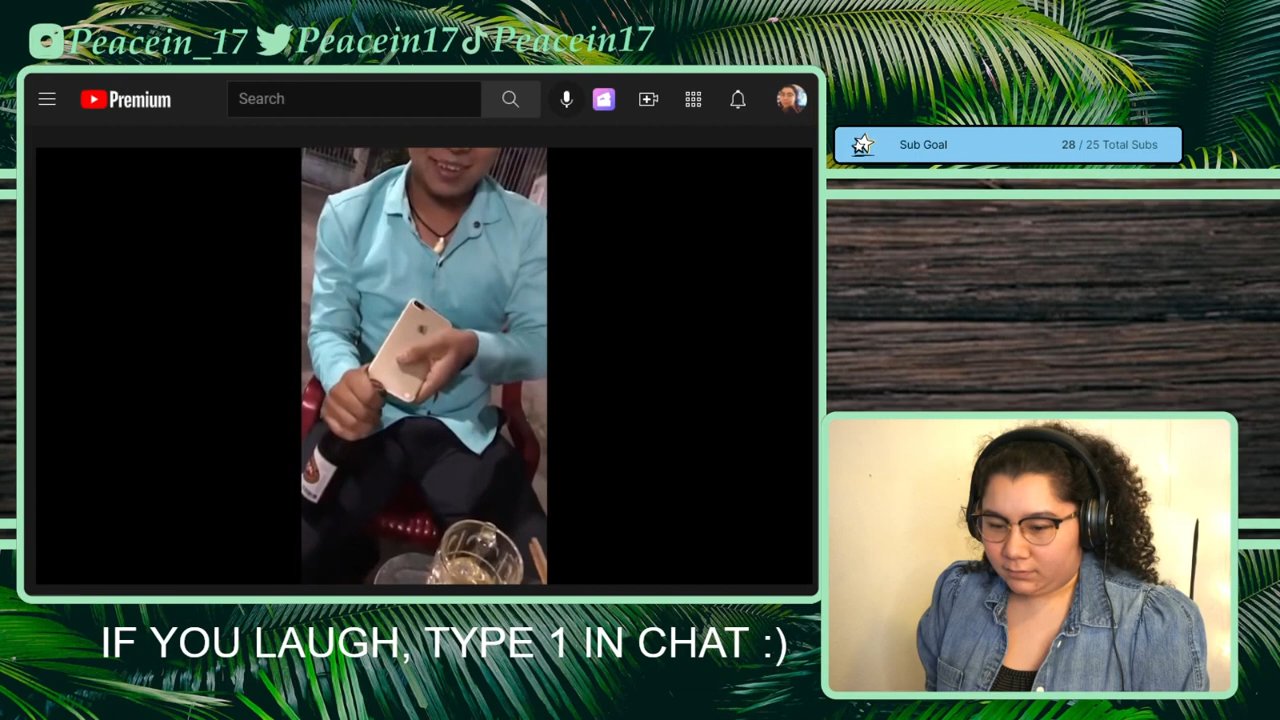 Peacein_17 Peacein17 Peacein17
Premium
Search
Sub Goal 28 / 25 Total Subs
IF YOU LAUGH, TYPE 1 IN CHAT :)